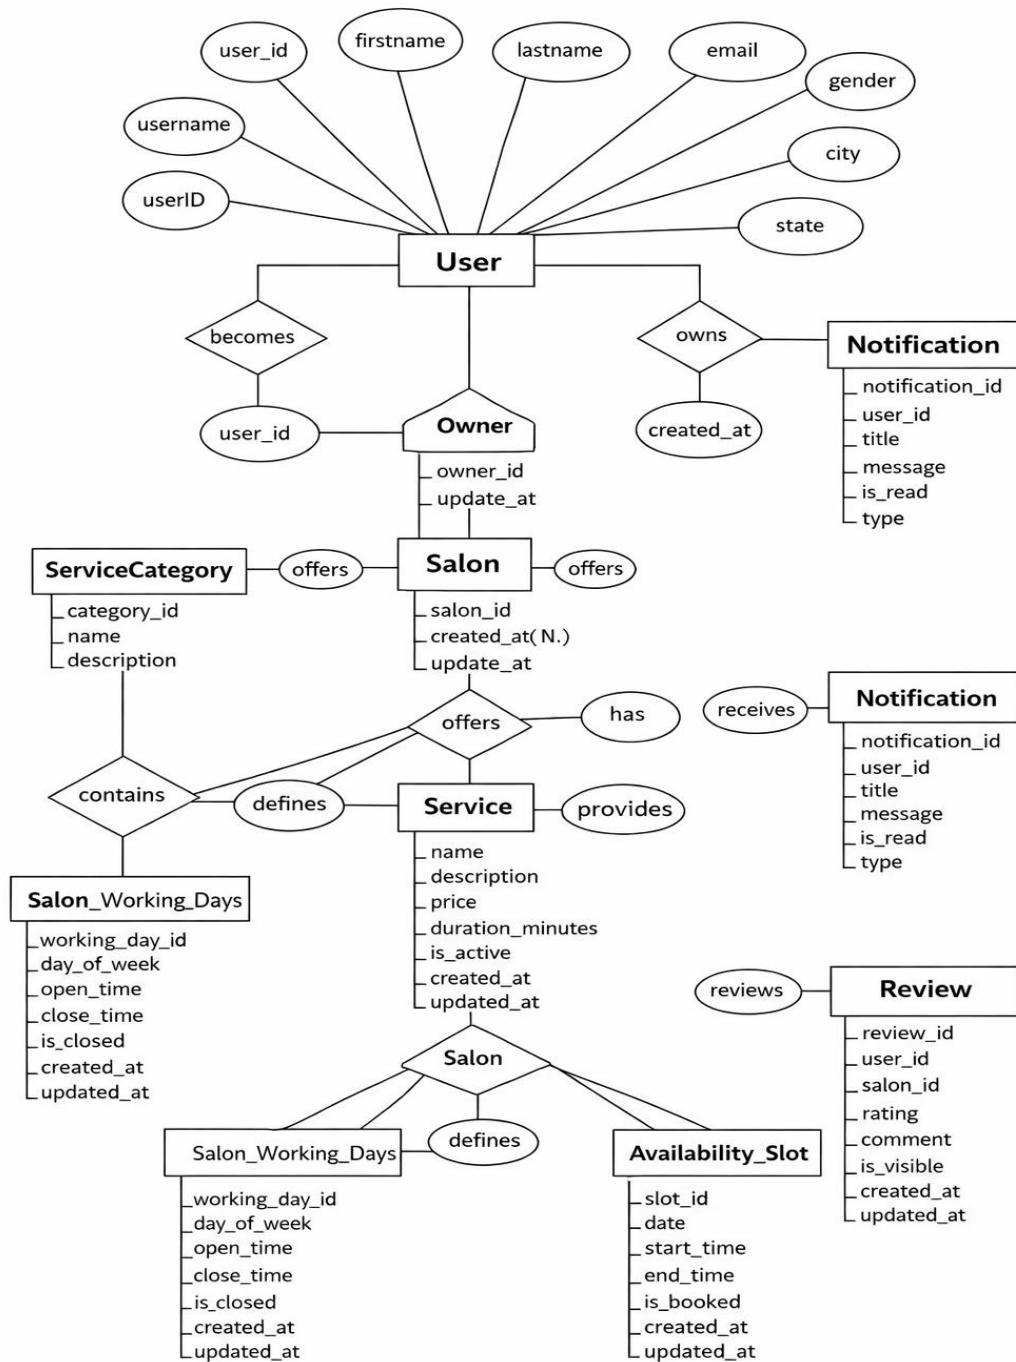 firstname
user_id
lastname
email
gender
username
city
userID
state
User
becomes
owns
Notification
notification_id
user_id
title
message
is_read
type
created_at
user_id
Owner
owner_id
update_at
ServiceCategory
offers
Salon
offers
category_id
name
description
salon_id
created_at( N.)
update_at
offers
has
receives
Notification
notification_id
user_id
title
message
is_read
type
contains
defines
Service
provides
name
description
price
duration_minutes
is_active
created_at
updated_at
Salon_Working_Days
working_day_id
day_of_week
open_time
close_time
is_closed
created_at
updated_at
reviews
Review
review_id
user_id
salon_id
rating
comment
is_visible
created_at
updated_at
Salon
defines
Salon_Working_Days
working_day_id
day_of_week
open_time
close_time
is_closed
created_at
updated_at
Availability_Slot
slot_id
date
start_time
end_time
is_booked
created_at
updated_at